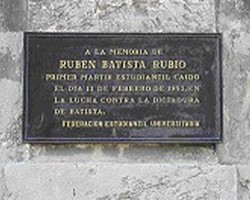 A LA MEMORIA DE
RUBEN BATISTA RUBIO
PRIMER MARTIR ESTUDIANTIL CAIDO
EL DIA 13 DE FEBRERO DE 1953, EN
LA LUCHA CONTRA LA DICTADURA
DE BATISTA.
FEDERACION ESTUDIANTIL UNIVERSITARIA